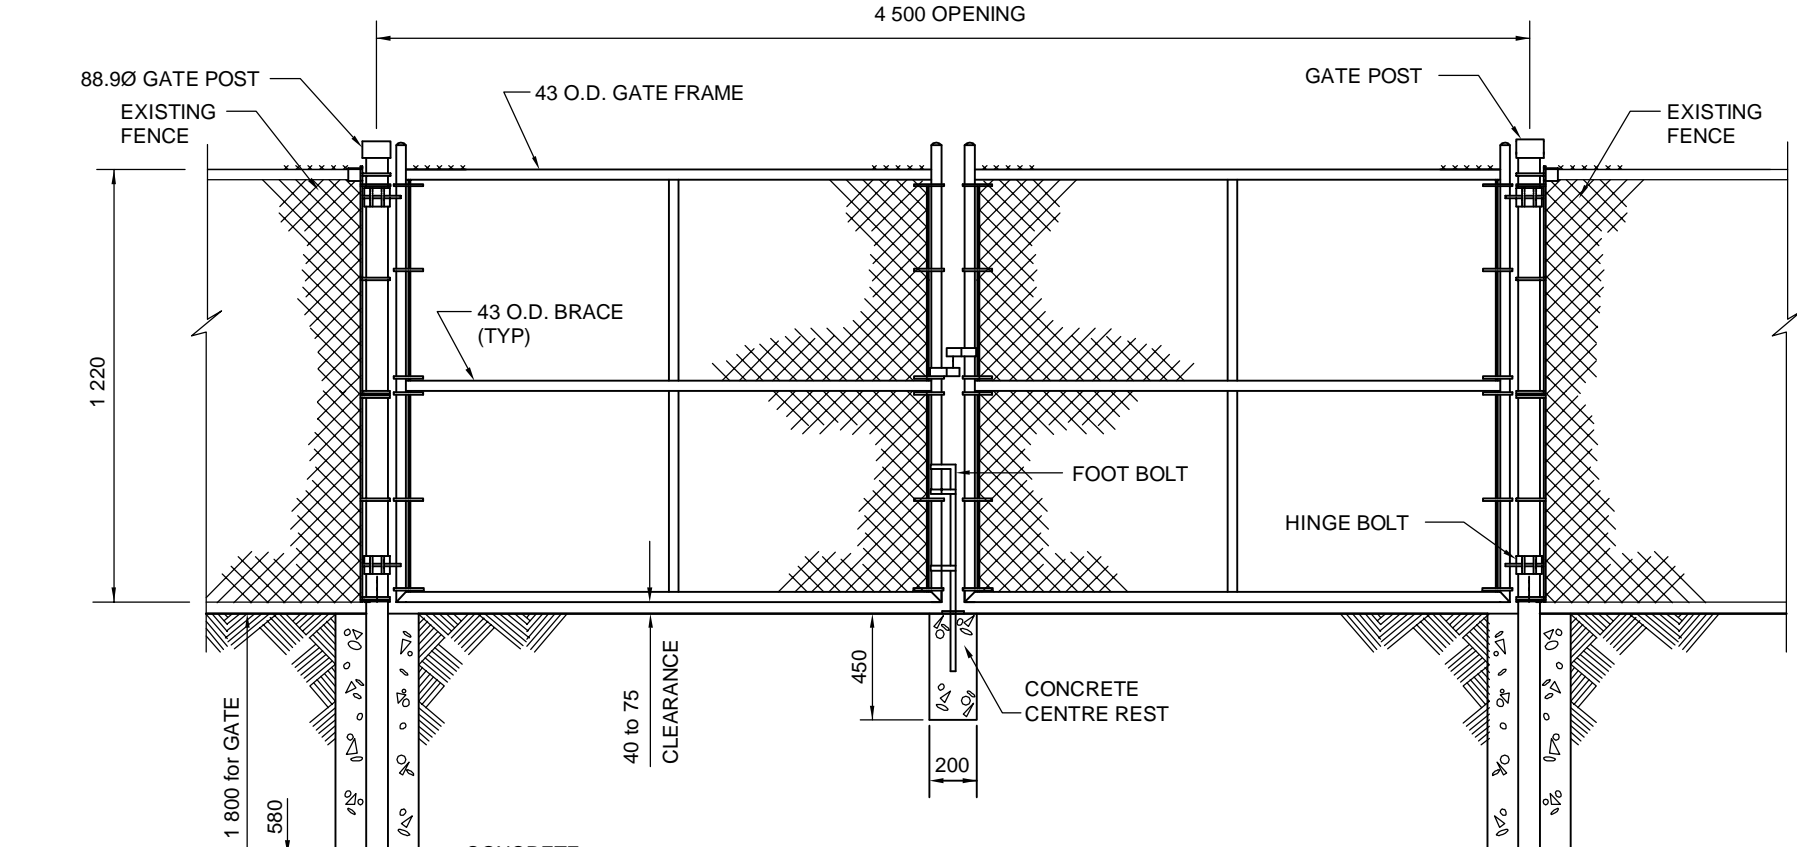 4 500 OPENING
88.9Ø GATE POST
EXISTING
FENCE
43 O.D. GATE FRAME
GATE POST
EXISTING
FENCE
43 O.D. BRACE
(TYP)
1 220
FOOT BOLT
HINGE BOLT
450
CONCRETE
CENTRE REST
40 to 75
CLEARANCE
200
1 800 for GATE
580
CONCRETE